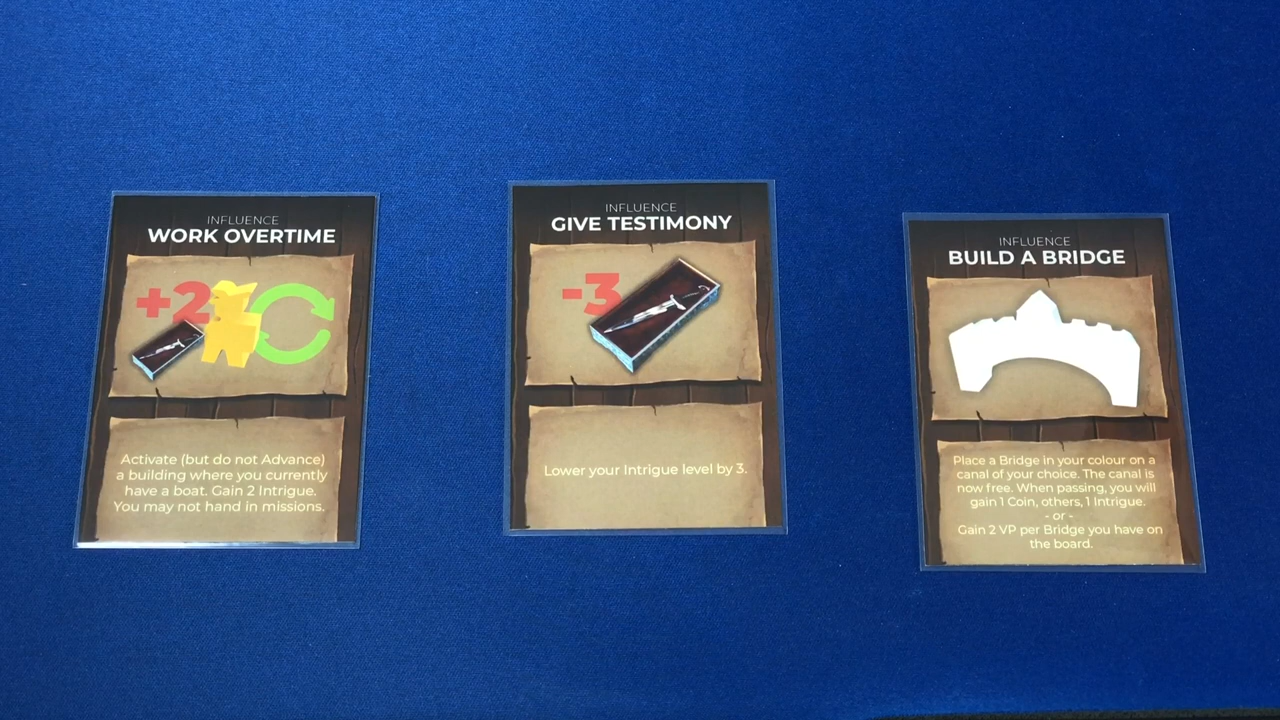 INFLUENCE
WORK OVERTIME
+2
Activate (but do not Advance)
a building where you currently
have a boat. Gain 2 Intrigue.
You may not hand in missions.
INFLUENCE
GIVE TESTIMONY
-3
Lower your Intrigue level by 3.
INFLUENCE
BUILD A BRIDGE
Place a Bridge in your colour on a
canal of your choice. The canal is
now free. When passing, you will
gain 1 Coin, others, 1 Intrigue.
- or -
Gain 2 VP per Bridge you have on
the board.